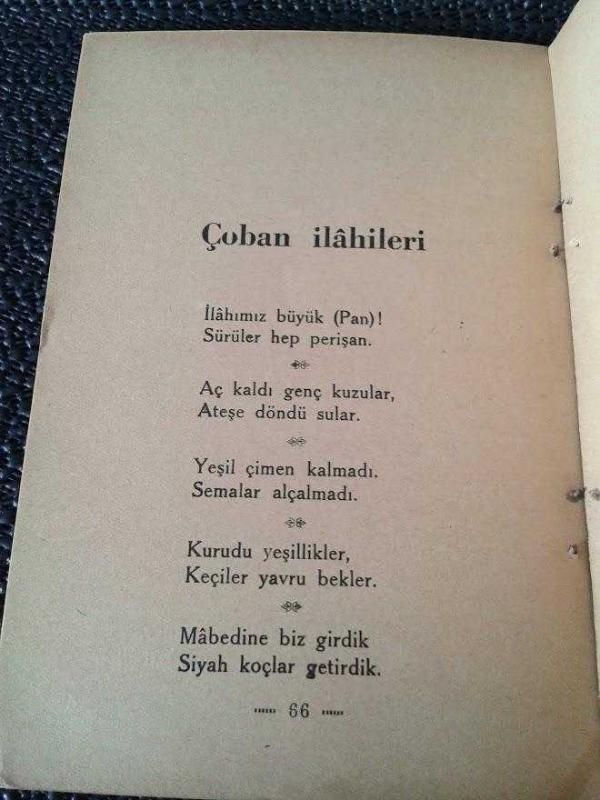 Çoban ilâhileri
İlâhımız büyük (Pan)!
Sürüler hep perişan.
Aç kaldı genç kuzular,
Ateşe döndü sular.
Yeşil çimen kalmadı.
Semalar alçalmadı.
Kurudu yeşillikler,
Keçiler yavru bekler.
Mâbedine biz girdik
Siyah koçlar getirdik.
66